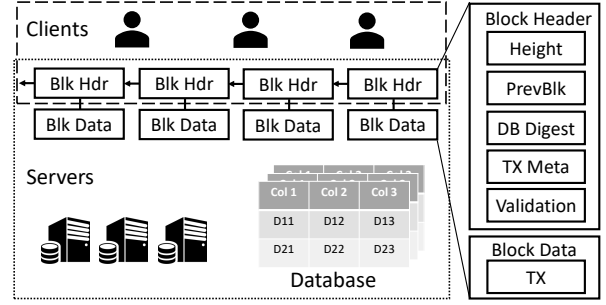 Clients
Blk Hdr Blk Hdr Blk Hdr Blk Hdr
Blk Data Blk Data Blk Data Blk Data
Servers
Col 1 Col 2 Col 3
D11 D12 D13
D21 D22 D23
Database
Block Header
Height
PrevBlk
DB Digest
TX Meta
Validation
Block Data
TX